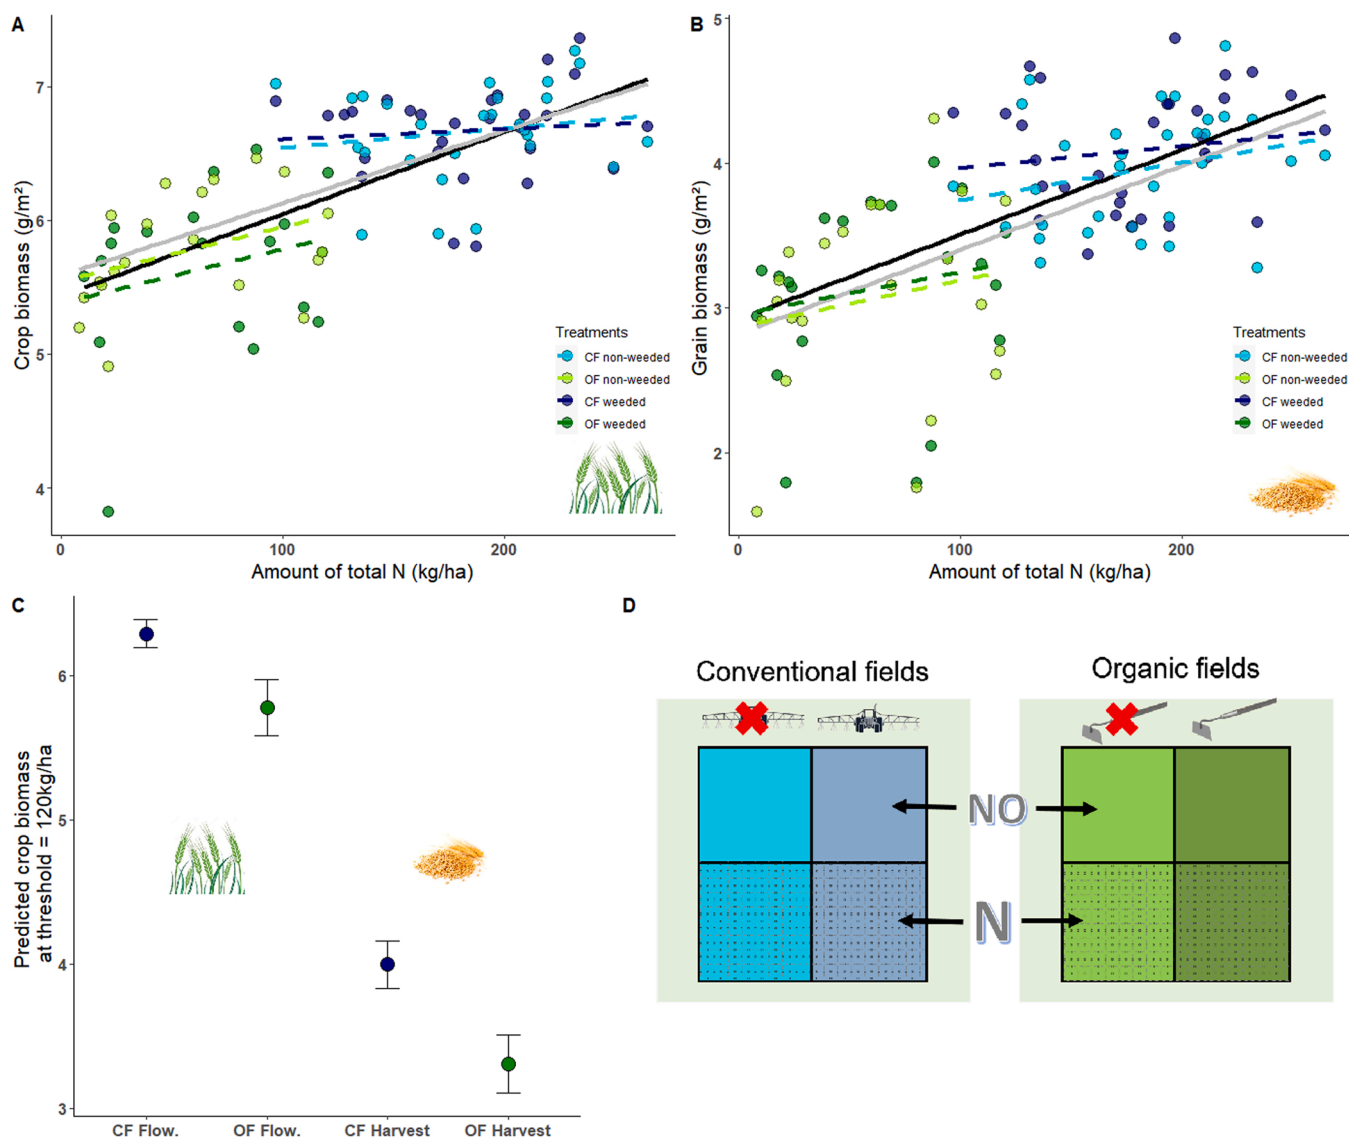 A
Crop biomass (g/m²)
7
6
5
4
0
100
200
Amount of total N (kg/ha)
Treatments
CF non-weeded
OF non-weeded
CF weeded
OF weeded
B
Grain biomass (g/m²)
5
4
3
2
0
100
200
Amount of total N (kg/ha)
Treatments
CF non-weeded
OF non-weeded
CF weeded
OF weeded
C
Predicted crop biomass
at threshold = 120kg/ha
6
5
4
3
CF Flow.
OF Flow.
CF Harvest
OF Harvest
D
Conventional fields
Organic fields
NO
N